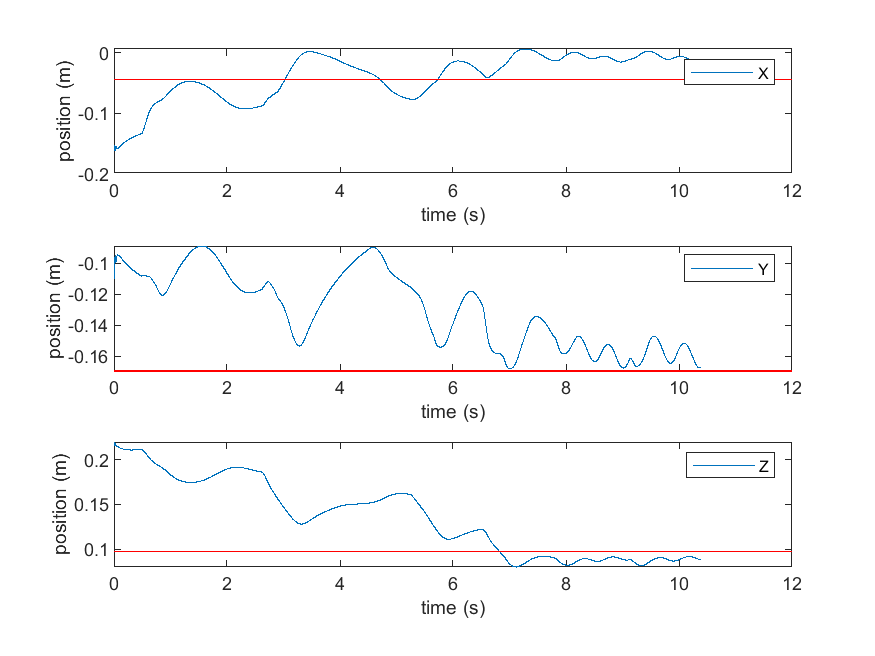 0
-0.1
-0.2
position (m)
X
0 2 4 6 8 10 12
time (s)
-0.1
-0.12
-0.14
-0.16
position (m)
Y
0 2 4 6 8 10 12
time (s)
0.2
0.15
0.1
position (m)
Z
0 2 4 6 8 10 12
time (s)